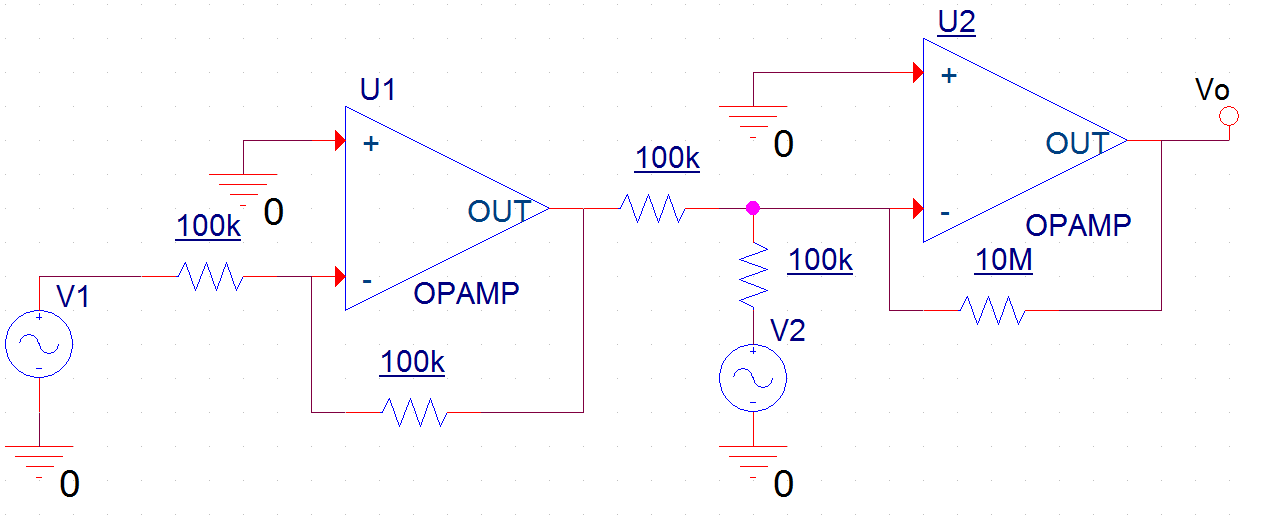 U2
+
Vo
OUT
0
-
OPAMP
10M
U1
+
OUT
0
-
OPAMP
100k
100k
100k
100k
V1
+
-
0
V2
+
-
0